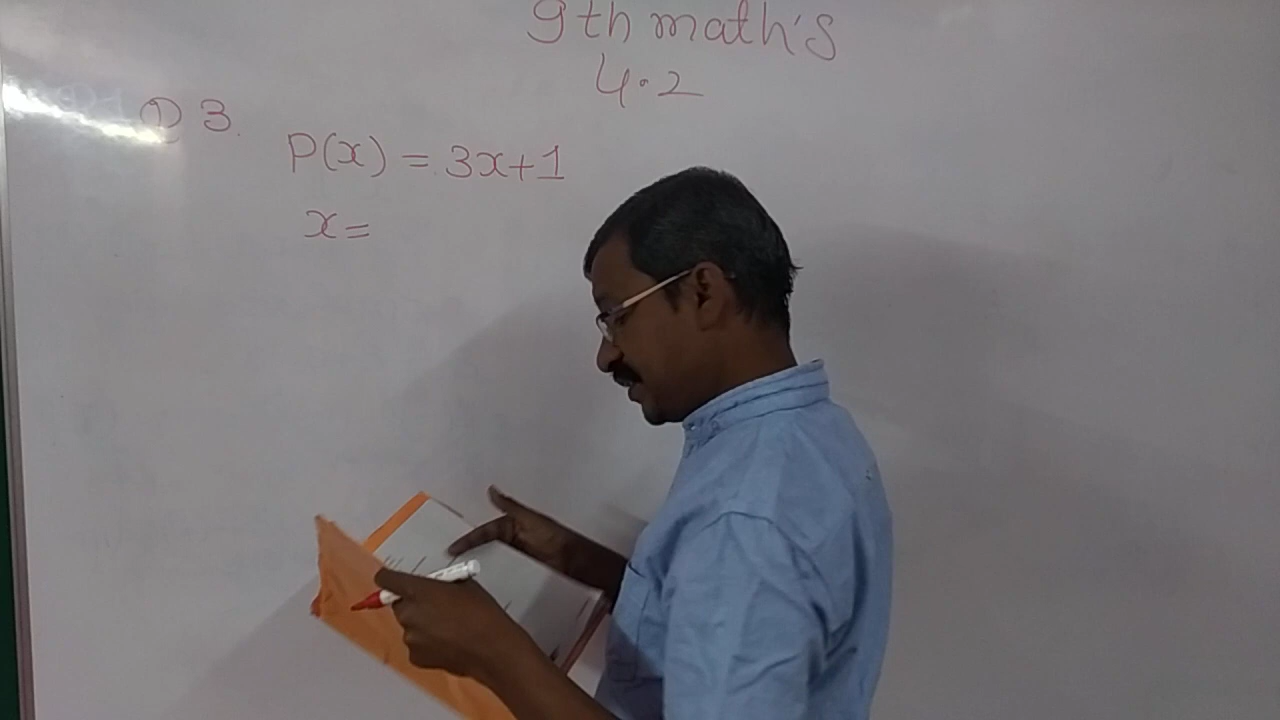 9th math's
4.2
Q 3.
P(x) = 3x+1
x=